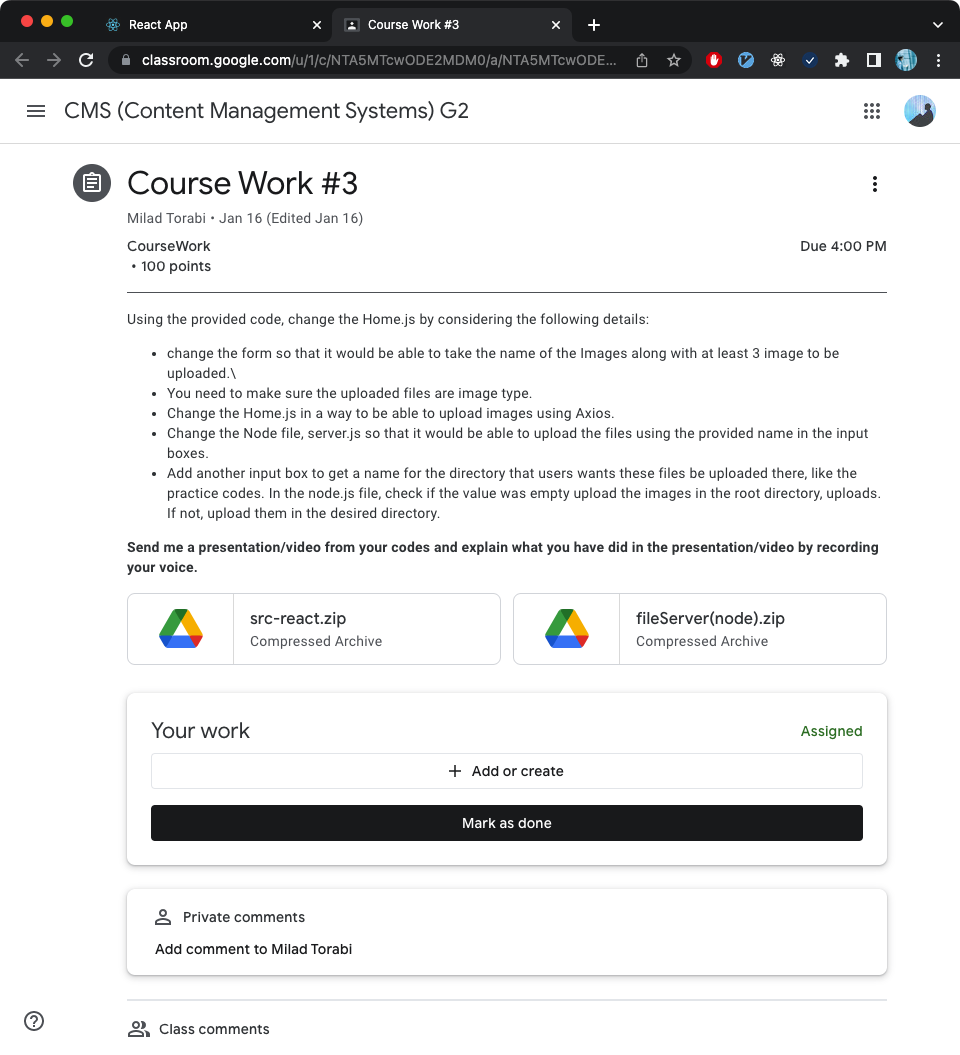 React App
Course Work #3
classroom.google.com/u/1/c/NTA5MTcwODE2MDM0/a/NTA5MTcwODE...
CMS (Content Management Systems) G2
Course Work #3
Milad Torabi • Jan 16 (Edited Jan 16)
CourseWork
Due 4:00 PM
• 100 points
Using the provided code, change the Home.js by considering the following details:
• change the form so that it would be able to take the name of the Images along with at least 3 image to be
uploaded.\
• You need to make sure the uploaded files are image type.
• Change the Home.js in a way to be able to upload images using Axios.
• Change the Node file, server.js so that it would be able to upload the files using the provided name in the input
boxes.
• Add another input box to get a name for the directory that users wants these files be uploaded there, like the
practice codes. In the node.js file, check if the value was empty upload the images in the root directory, uploads.
If not, upload them in the desired directory.
Send me a presentation/video from your codes and explain what you have did in the presentation/video by recording
your voice.
src-react.zip
Compressed Archive
fileServer(node).zip
Compressed Archive
Your work
Assigned
+ Add or create
Mark as done
Private comments
Add comment to Milad Torabi
Class comments